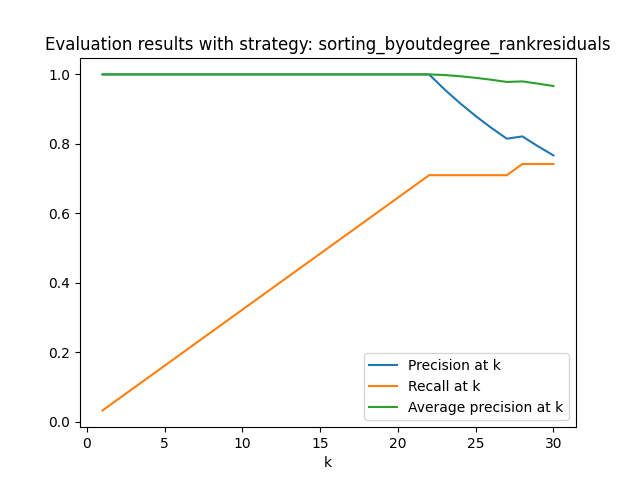 Evaluation results with strategy: sorting_byoutdegree_rankresiduals
1.0
0.8
0.6
0.4
0.2
0.0
0 5 10 15 20 25 30
k
Precision at k
Recall at k
Average precision at k